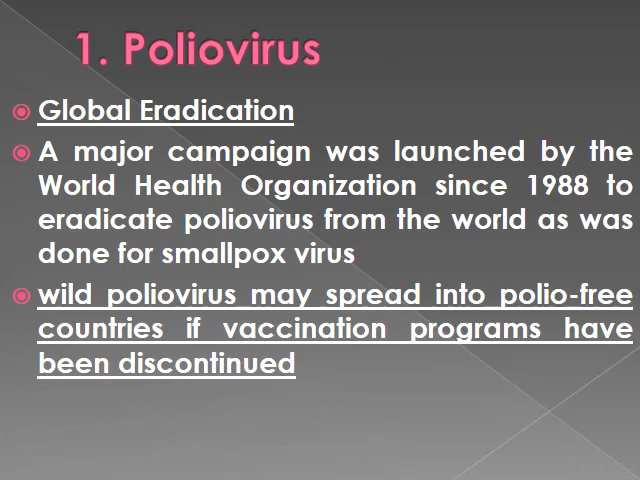 1. Poliovirus
Global Eradication
A major campaign was launched by the
World Health Organization since 1988 to
eradicate poliovirus from the world as was
done for smallpox virus
wild poliovirus may spread into polio-free
countries if vaccination programs have
been discontinued